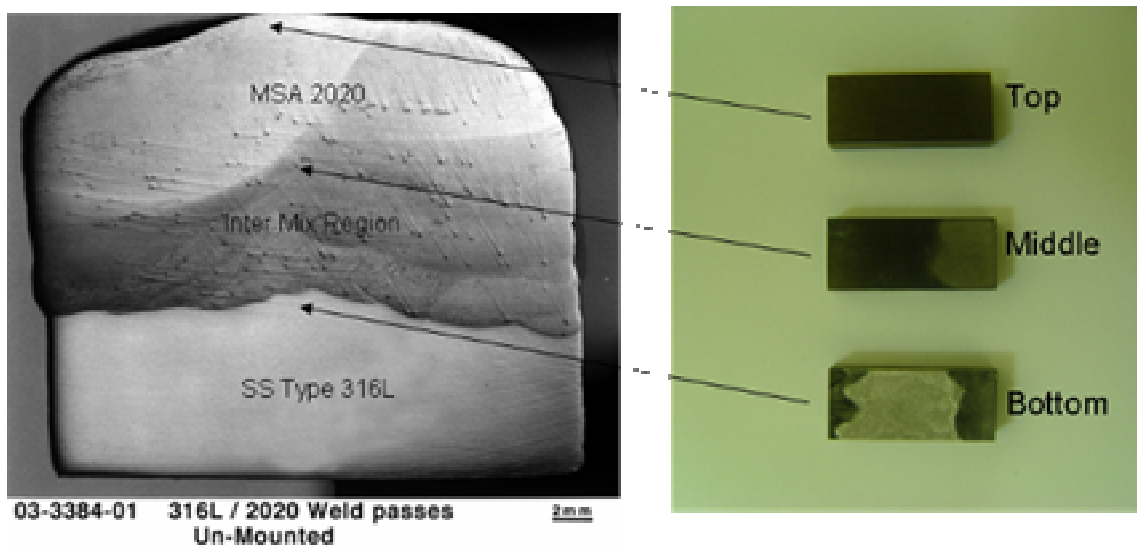 MSA 2020
Inter Mix Region
SS Type 316L
03-3384-01 316L / 2020 Weld passes
2mm
Un-Mounted
Top
Middle
Bottom